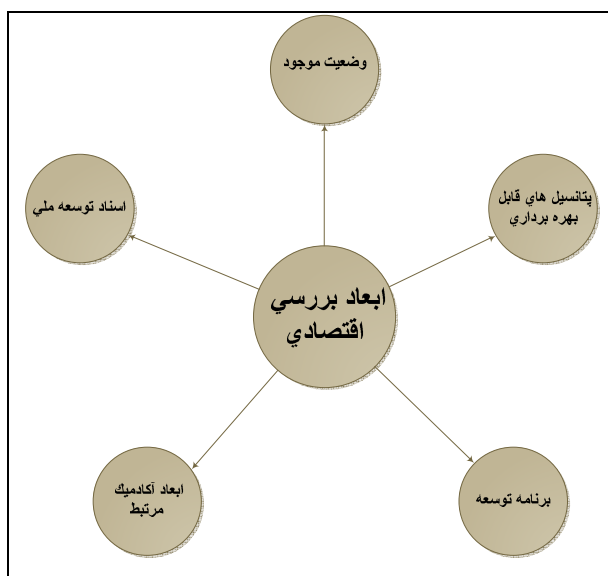 وضعيت موجود
پتانسيل هاي قابل
بهره برداري
اسناد توسعه ملي
ابعاد بررسي
اقتصادي
ابعاد آكادميك
مرتبط
برنامه توسعه